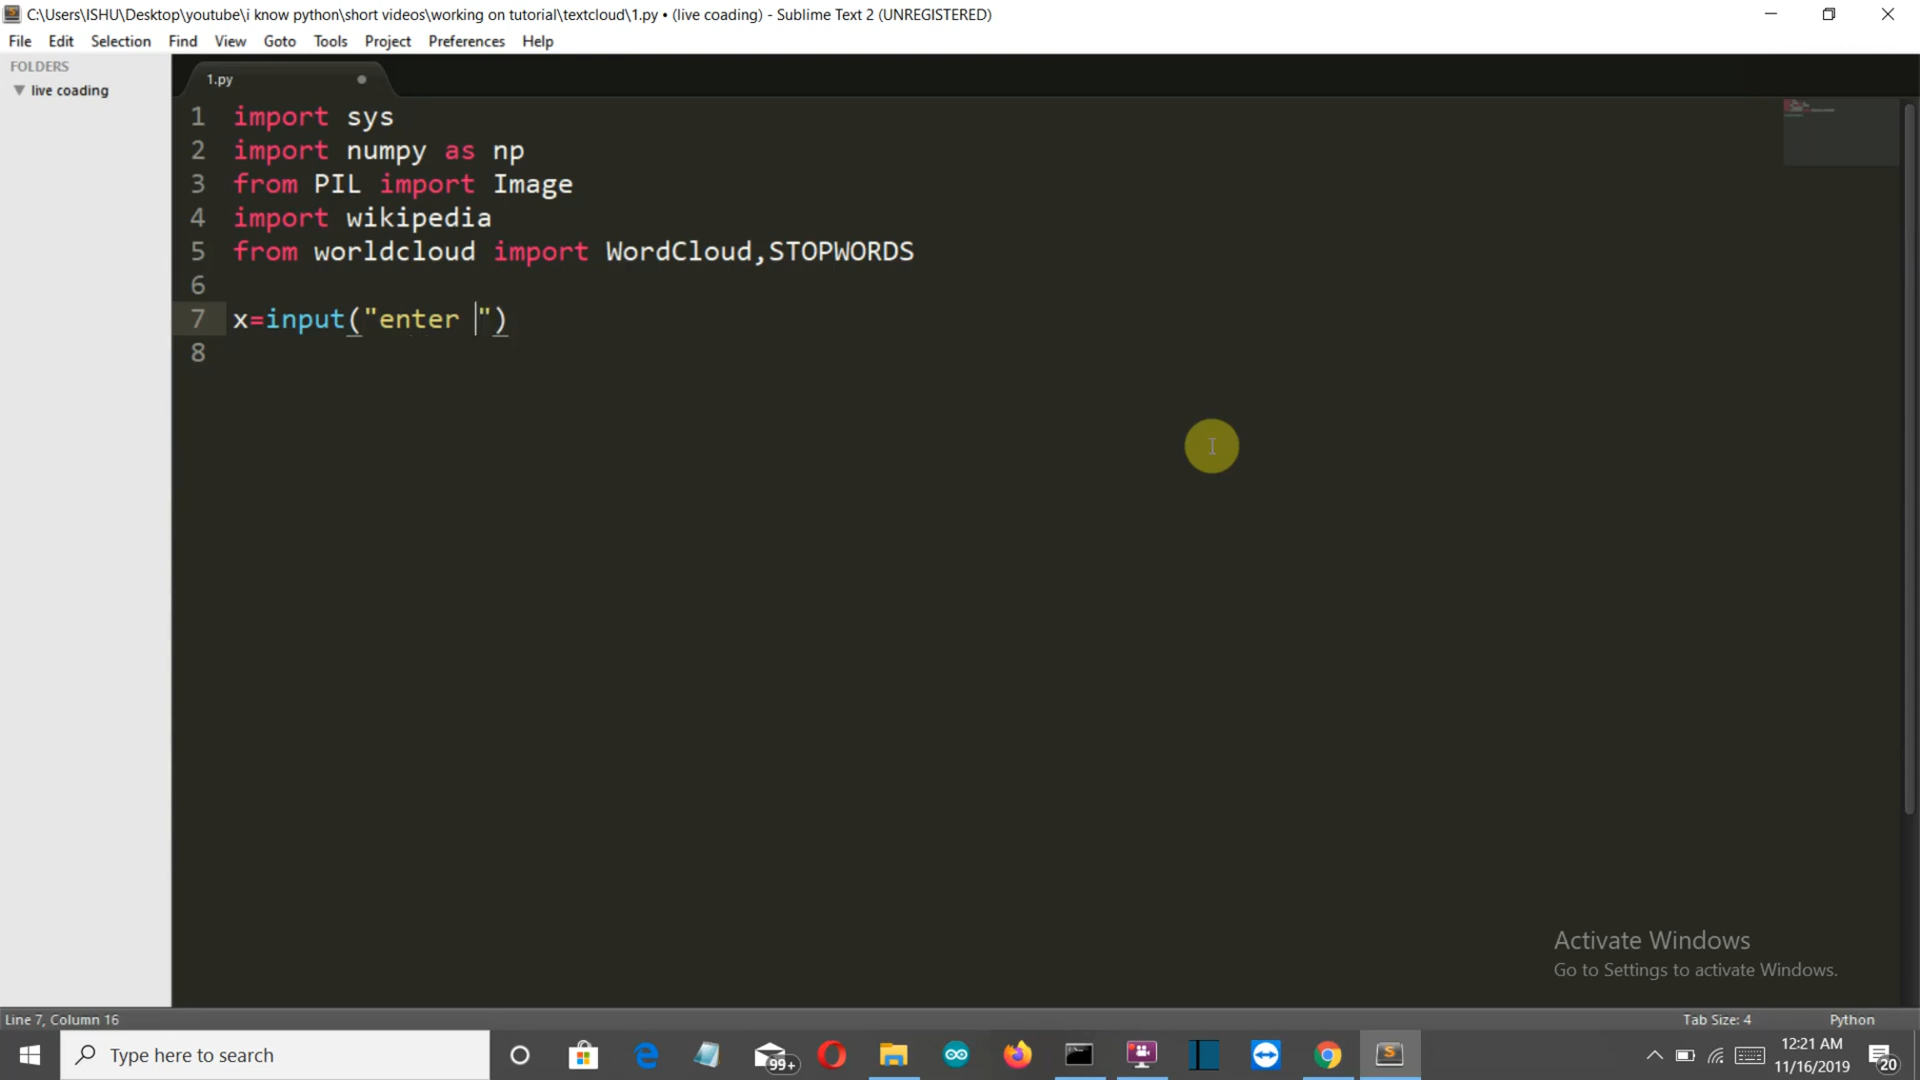 C:\Users\ISHU\Desktop\youtube\i know python\short videos\working on tutorial\textcloud\1.py • (live coading) - Sublime Text 2 (UNREGISTERED)
File Edit Selection Find View Goto Tools Project Preferences Help
FOLDERS
live coading
1.py
1 import sys
2 import numpy as np
3 from PIL import Image
4 import wikipedia
5 from worldcloud import WordCloud,STOPWORDS
6
7 x=input("enter ")
8
Activate Windows
Go to Settings to activate Windows.
Line 7, Column 16
Tab Size: 4
Python
Type here to search
99+
12:21 AM
11/16/2019
20